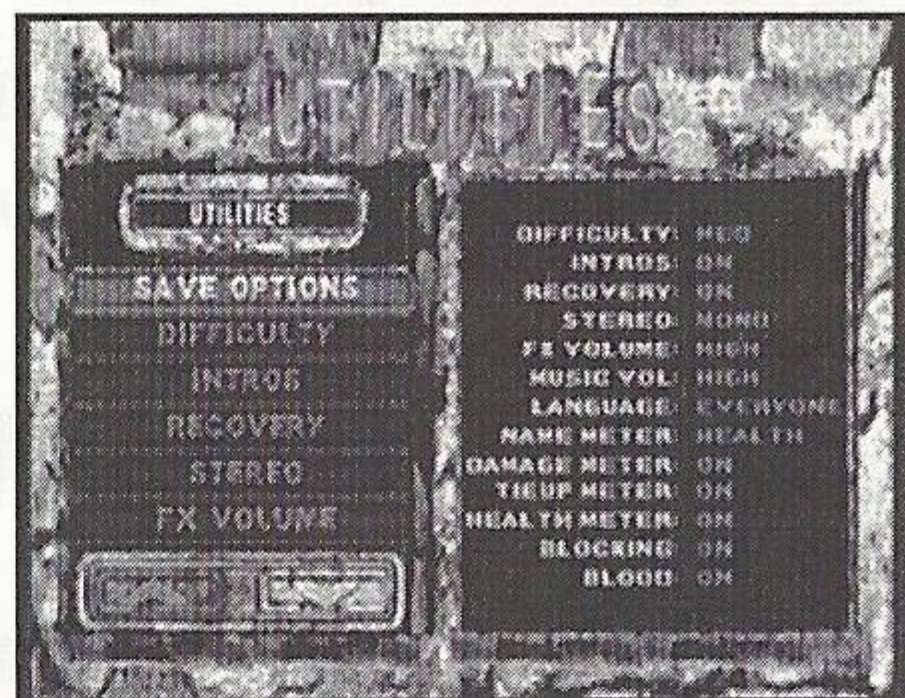 UTILITIES
UTILITIES
SAVE OPTIONS
DIFFICULTY
INTROS
RECOVERY
STEREO
FX VOLUME
DIFFICULTY: MED
INTROS: ON
RECOVERY: ON
STEREO: MONO
FX VOLUME: HIGH
MUSIC VOL: HIGH
LANGUAGE: EVERYONE
NAME METER: HEALTH
DAMAGE METER: ON
TIEUP METER: ON
HEALTH METER: ON
BLOCKING: ON
BLOOD: ON